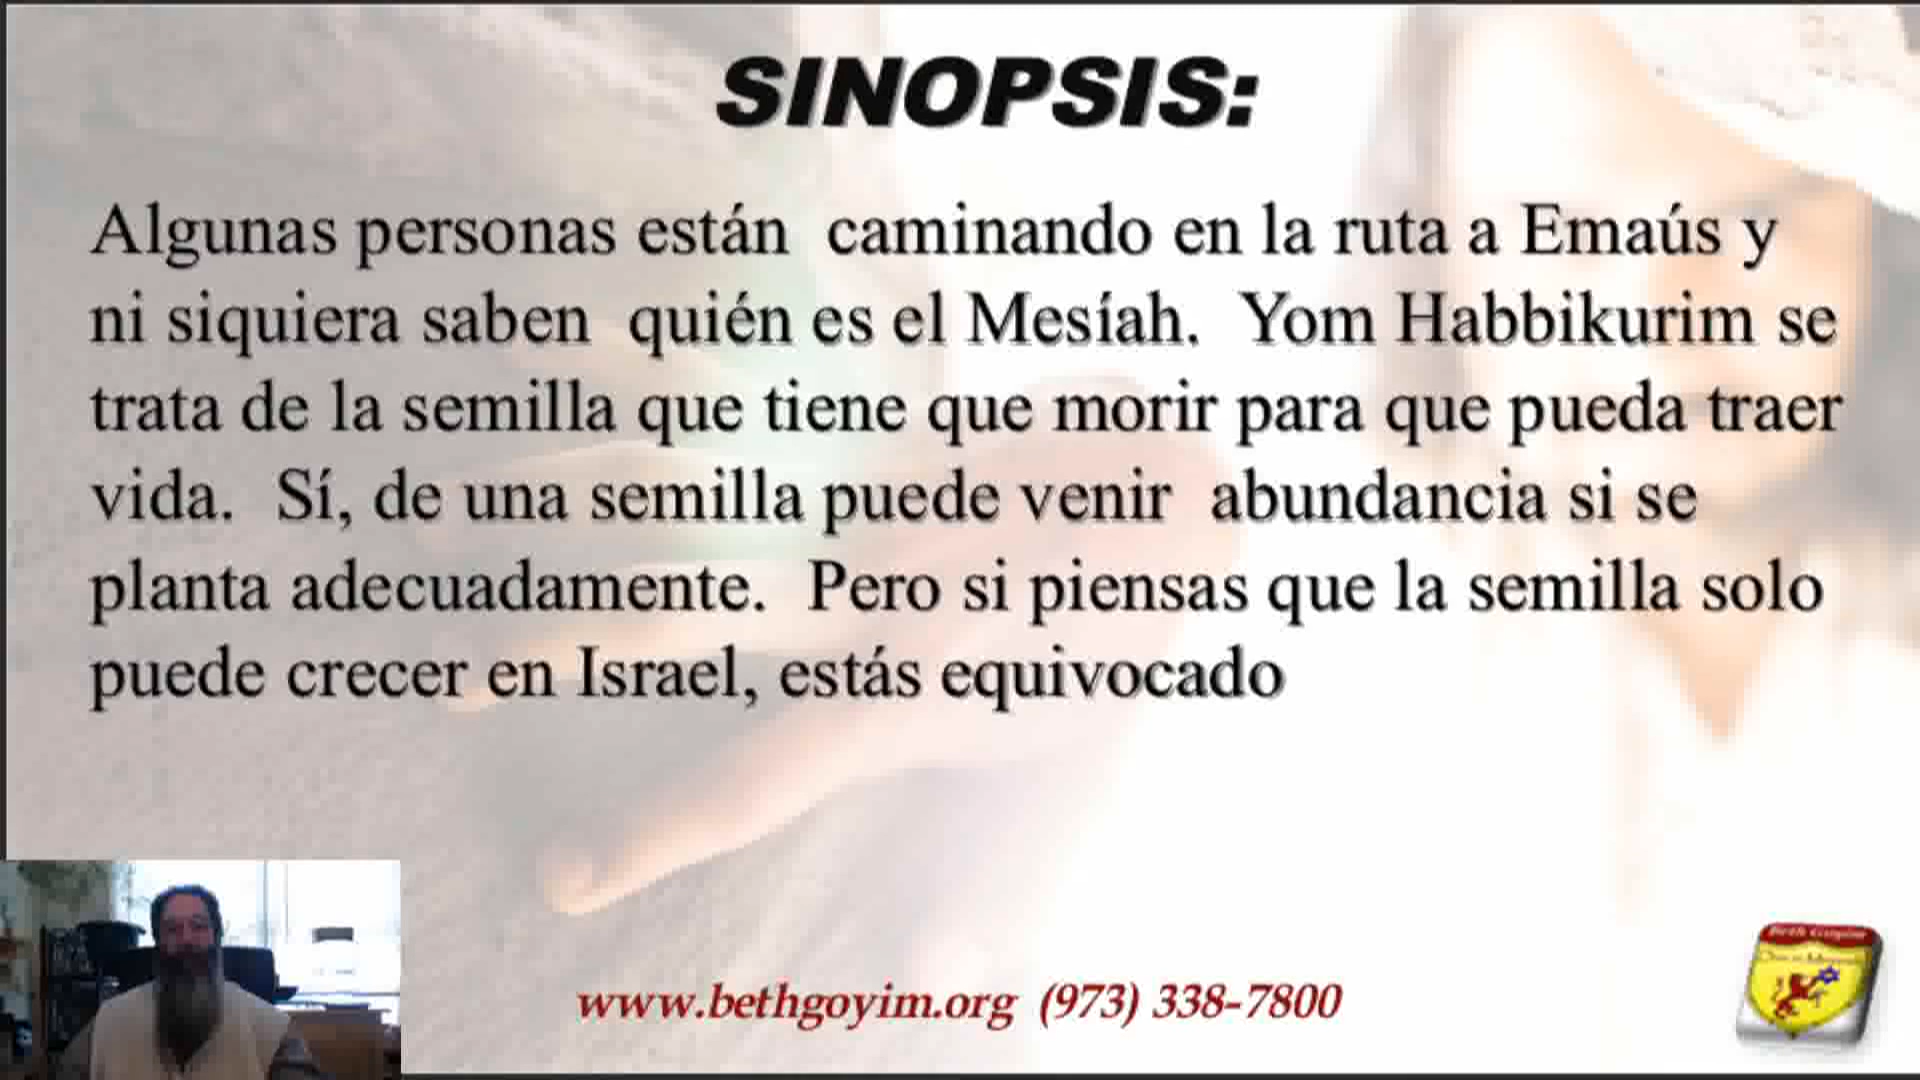 SINOPSIS:
Algunas personas están caminando en la ruta a Emaús y
ni siquiera saben quién es el Mesíah. Yom Habbikurim se
trata de la semilla que tiene que morir para que pueda traer
vida. Sí, de una semilla puede venir abundancia si se
planta adecuadamente. Pero si piensas que la semilla solo
puede crecer en Israel, estás equivocado
www.bethgoyim.org (973) 338-7800
Beth Goyim